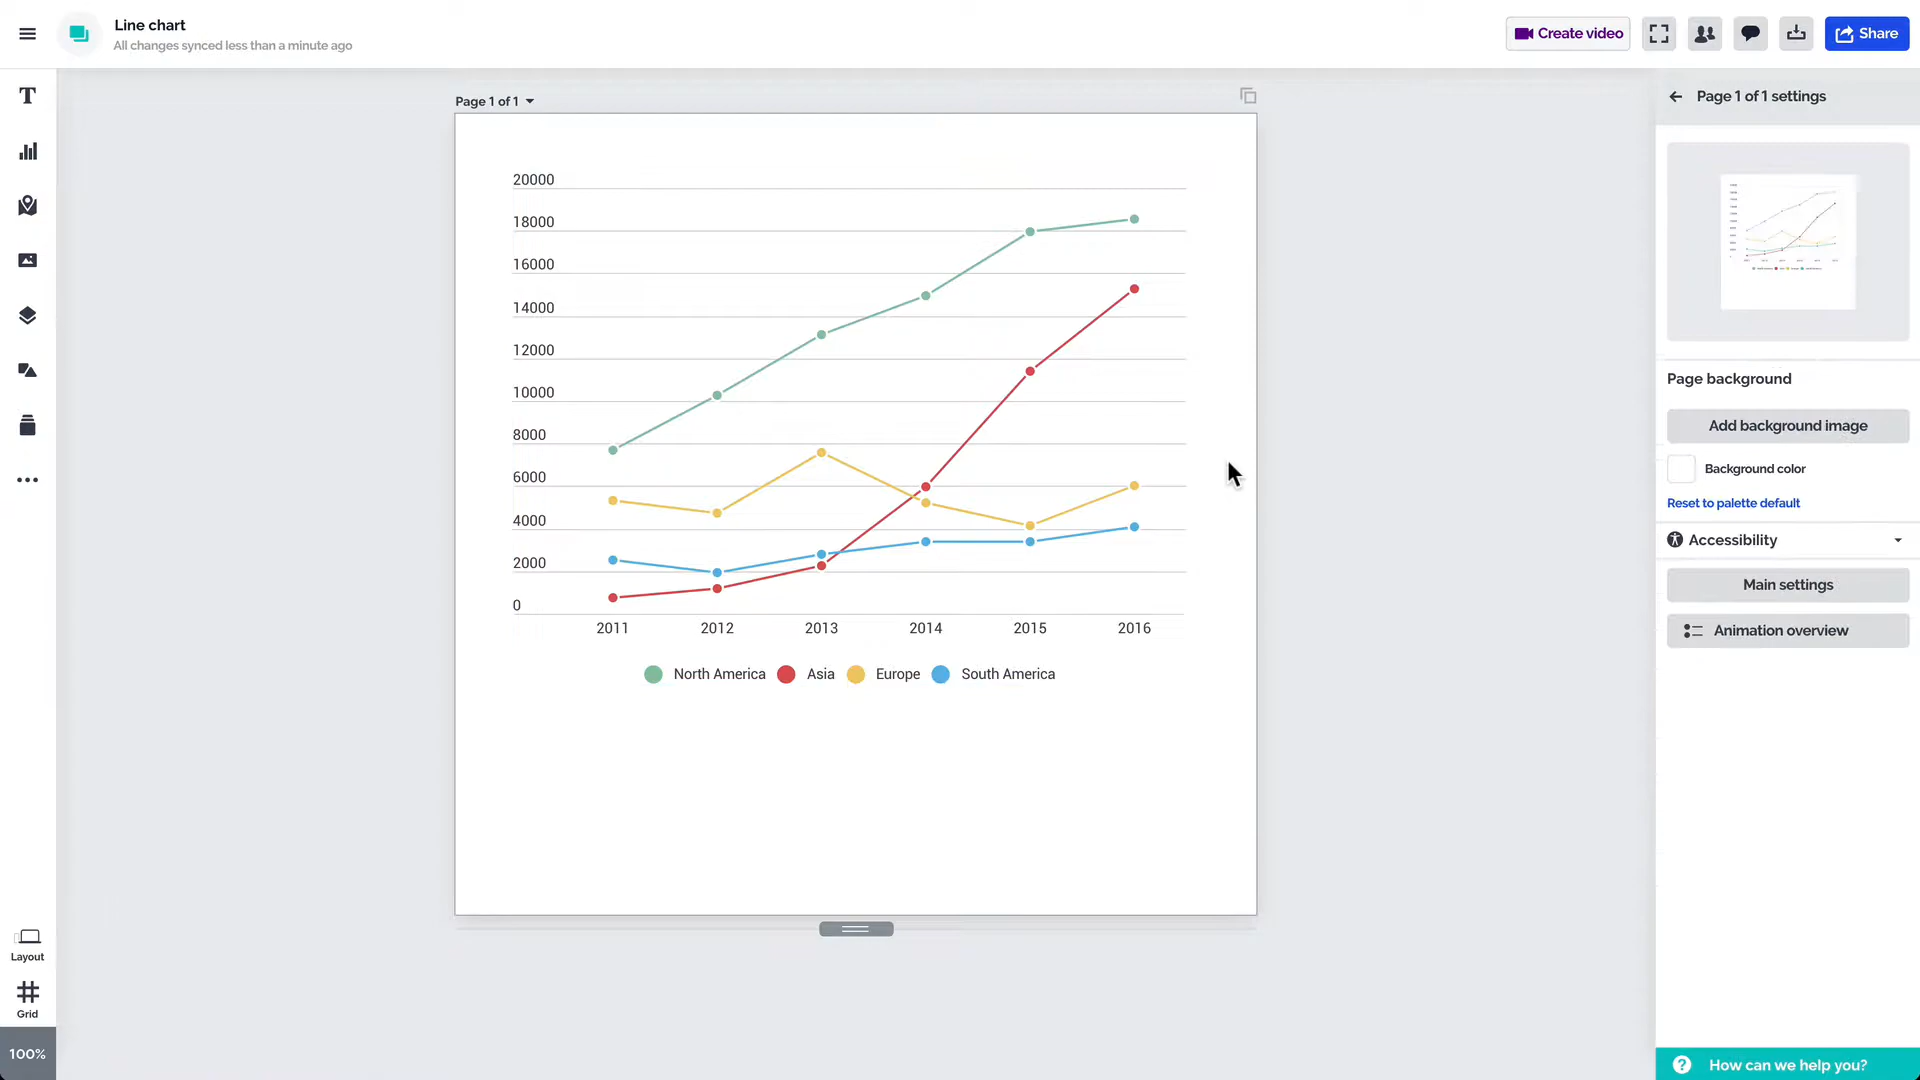 Line chart
All changes synced less than a minute ago
Create video
Share
Page 1 of 1
Page 1 of 1 settings
20000
18000
16000
14000
12000
10000
8000
6000
4000
2000
0
2011 2012 2013 2014 2015 2016
North America Asia Europe South America
Page background
Add background image
Background color
Reset to palette default
Accessibility
Main settings
Animation overview
Layout
Grid
100%
? How can we help you?